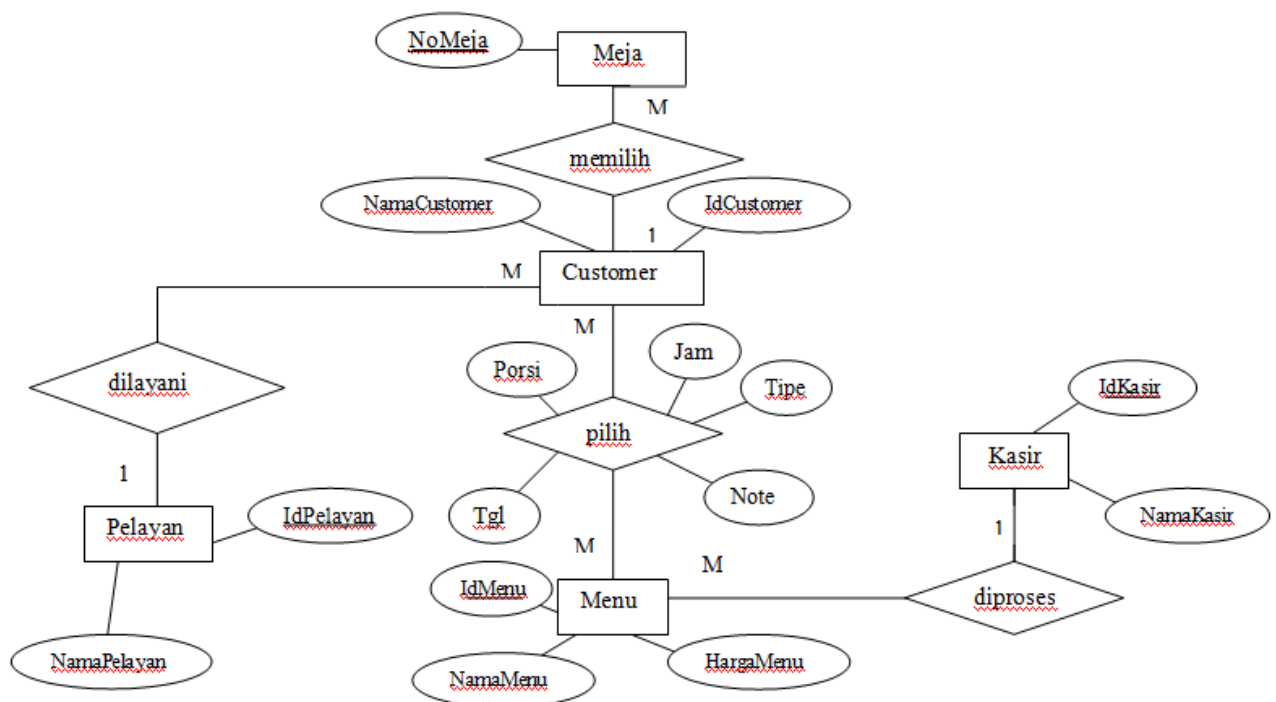 NoMeja
Meja
M
memilih
NamaCustomer
IdCustomer
1
M
Customer
M
Jam
Porsi
Tipe
dilayani
IdKasir
pilih
Kasir
1
Note
IdPelayan
Tgl
NamaKasir
Pelayan
1
M
M
IdMenu
Menu
diproses
NamaPelayan
HargaMenu
NamaMenu